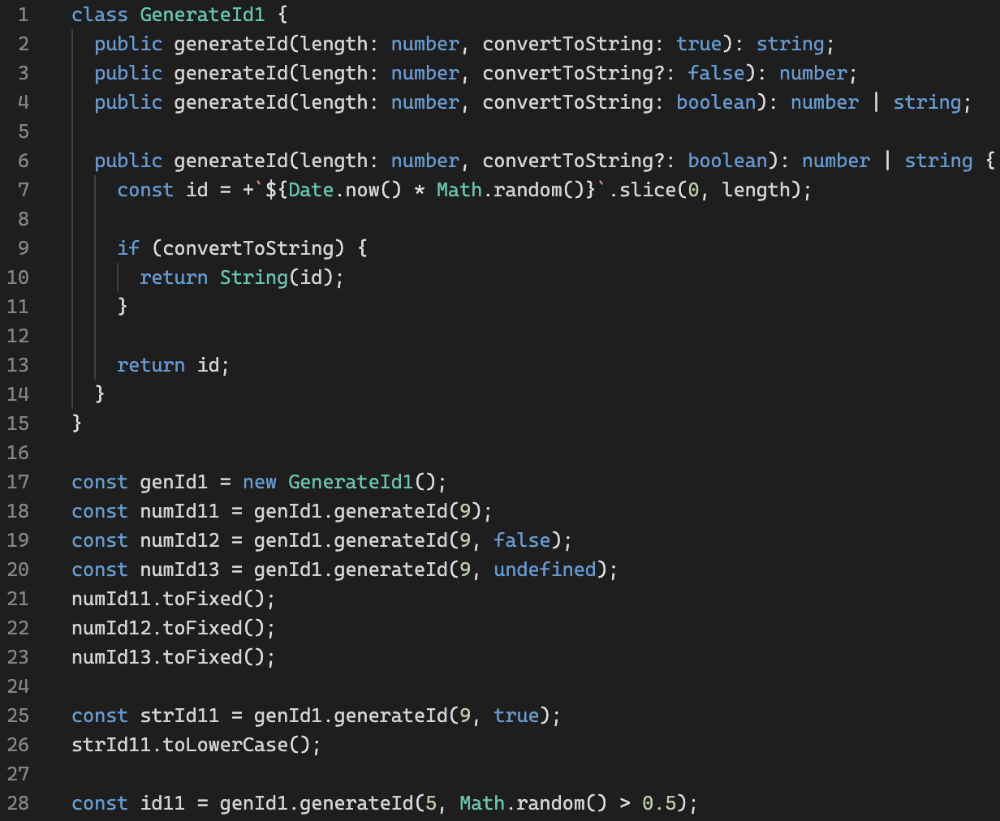 1 class GenerateId1 {
2 public generateId(length: number, convertToString: true): string;
3 public generateId(length: number, convertToString?: false): number;
4 public generateId(length: number, convertToString: boolean): number | string;
5
6 public generateId(length: number, convertToString?: boolean): number | string {
7 const id = +`${Date.now() * Math.random()}`.slice(0, length);
8
9 if (convertToString) {
10 return String(id);
11 }
12
13 return id;
14 }
15 }
16
17 const genId1 = new GenerateId1();
18 const numId11 = genId1.generateId(9);
19 const numId12 = genId1.generateId(9, false);
20 const numId13 = genId1.generateId(9, undefined);
21 numId11.toFixed();
22 numId12.toFixed();
23 numId13.toFixed();
24
25 const strId11 = genId1.generateId(9, true);
26 strId11.toLowerCase();
27
28 const id11 = genId1.generateId(5, Math.random() > 0.5);